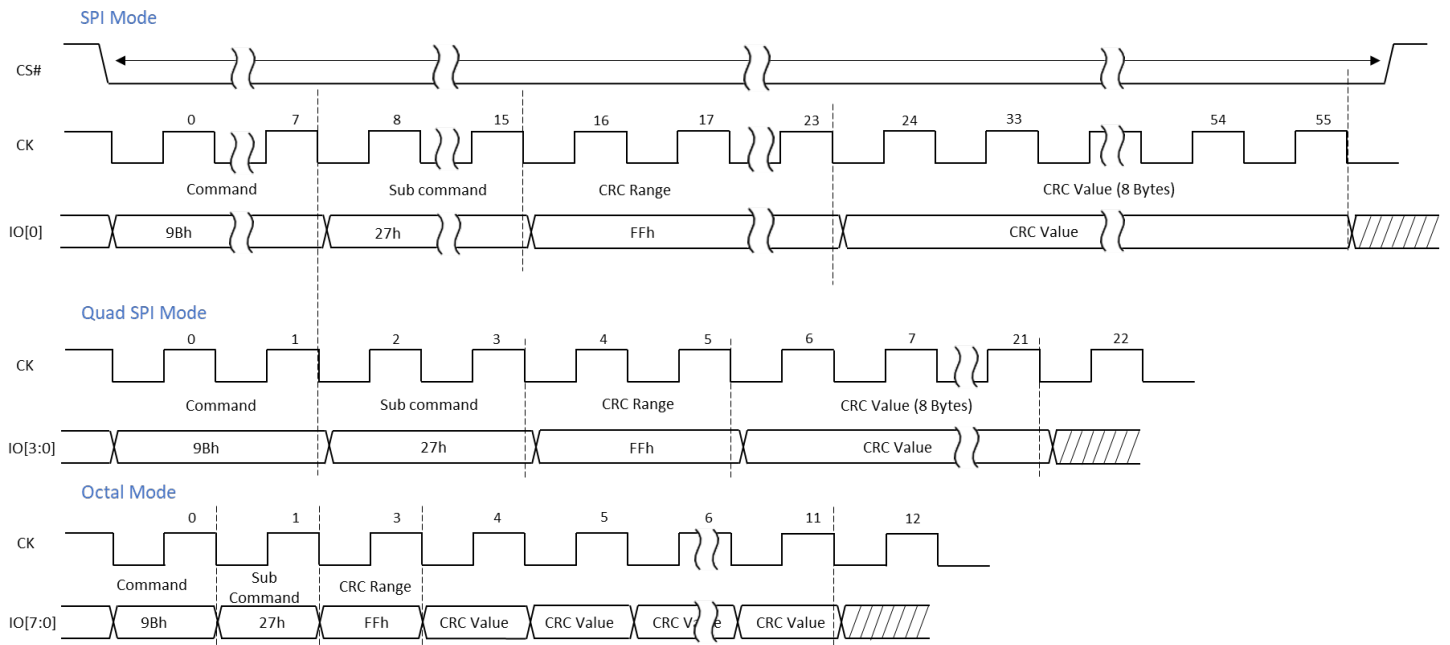 SPI Mode
CS#
0 7 8 15 16 17 23 24 33 54 55
CK
Command Sub command CRC Range CRC Value (8 Bytes)
IO[0] 9Bh 27h FFh CRC Value
Quad SPI Mode
0 1 2 3 4 5 6 7 21 22
CK
Command Sub command CRC Range CRC Value (8 Bytes)
IO[3:0] 9Bh 27h FFh CRC Value
Octal Mode
0 1 3 4 5 6 11 12
CK
Command Sub Command CRC Range
IO[7:0] 9Bh 27h FFh CRC Value CRC Value CRC Value CRC Value